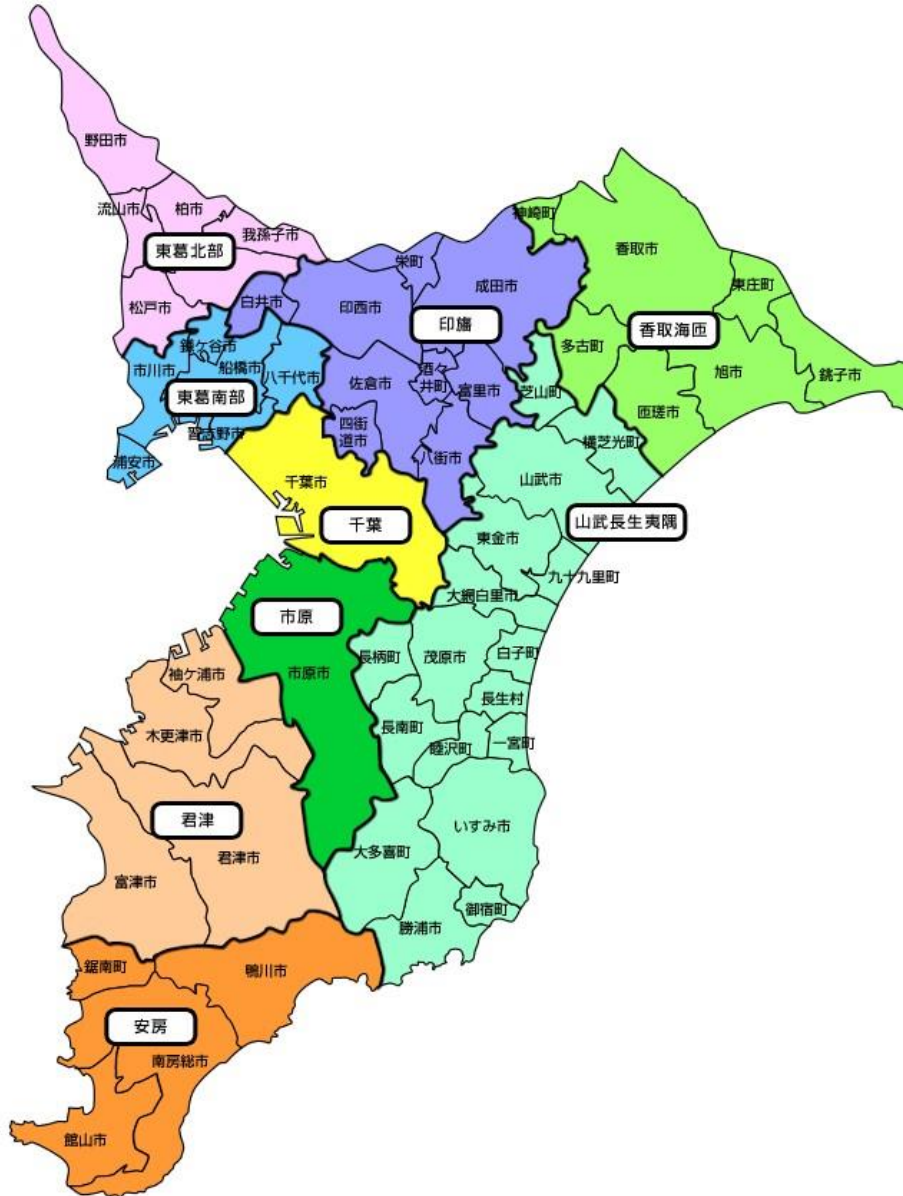 野田市
流山市
柏市
我孫子市
東葛北部
松戸市
神崎町
香取市
東庄町
栄町
成田市
白井市
印西市
印旛
香取海匝
多古町
旭市
銚子市
匝瑳市
鎌ケ谷市
市川市
船橋市
八千代市
東葛南部
習志野市
浦安市
佐倉市
酒々
井町
富里市
四街
道市
八街市
芝山町
横芝光町
山武市
山武長生夷隅
千葉市
千葉
東金市
九十九里町
大網白里市
市原
市原市
長柄町
茂原市
白子町
長生村
長南町
睦沢町
一宮町
袖ケ浦市
木更津市
君津
君津市
富津市
大多喜町
いすみ市
御宿町
勝浦市
鋸南町
鴨川市
安房
南房総市
館山市